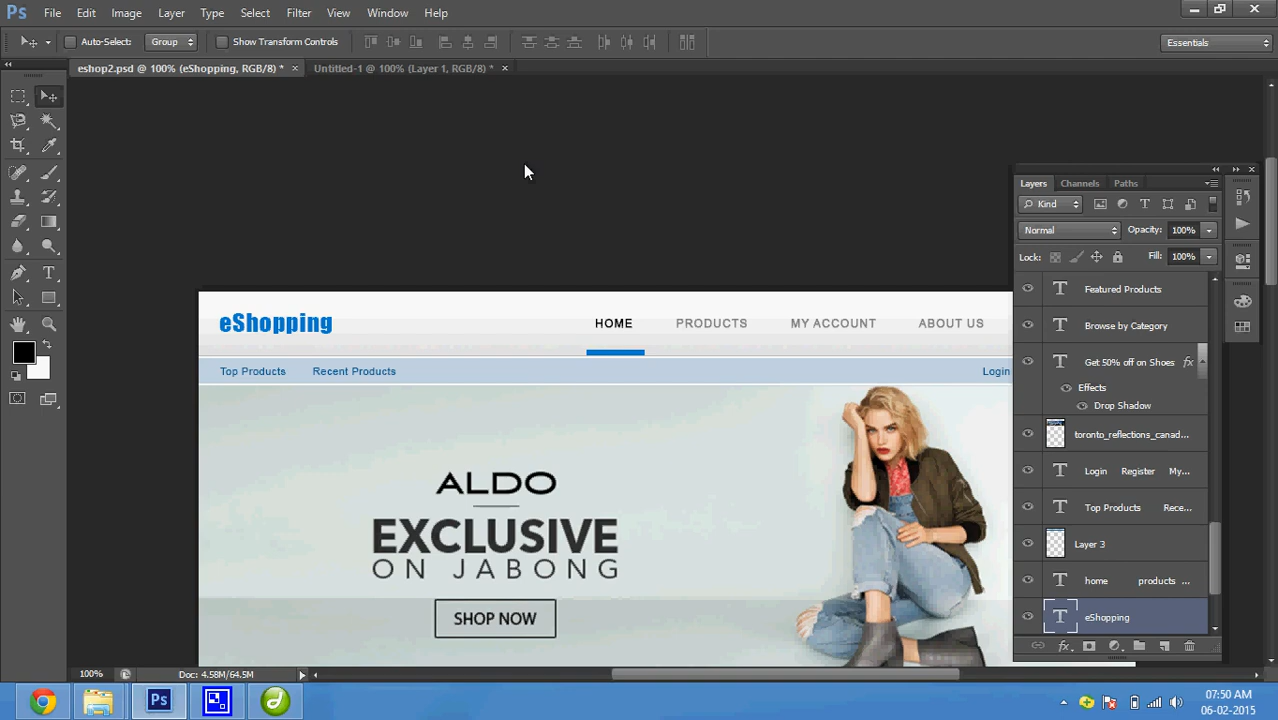 Ps File Edit Image Layer Type Select Filter View Window Help
Auto-Select: Group Show Transform Controls Essentials
eshop2.psd @ 100% (eShopping, RGB/8) * × Untitled-1 @ 100% (Layer 1, RGB/8) * ×
Layers Channels Paths
Kind
Normal Opacity: 100%
Lock: Fill: 100%
Featured Products
Browse by Category
Get 50% off on Shoes fx
Effects
Drop Shadow
toronto_reflections_canad...
Login Register My...
Top Products Rece...
Layer 3
home products ...
eShopping
eShopping HOME PRODUCTS MY ACCOUNT ABOUT US
Top Products Recent Products Login
ALDO
EXCLUSIVE
ON JABONG
SHOP NOW
100% Doc: 4.58M/64.5M
Ps
07:50 AM
06-02-2015